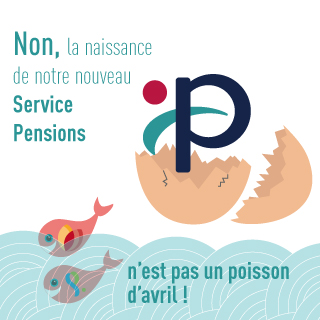 Non, la naissance
de notre nouveau
Service
Pensions
p
n'est pas un poisson
d'avril !